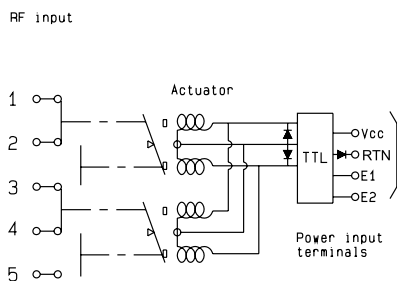 RF input
Actuator
1
2
3
4
5
TTL
Vcc
RTN
E1
E2
Power input
terminals